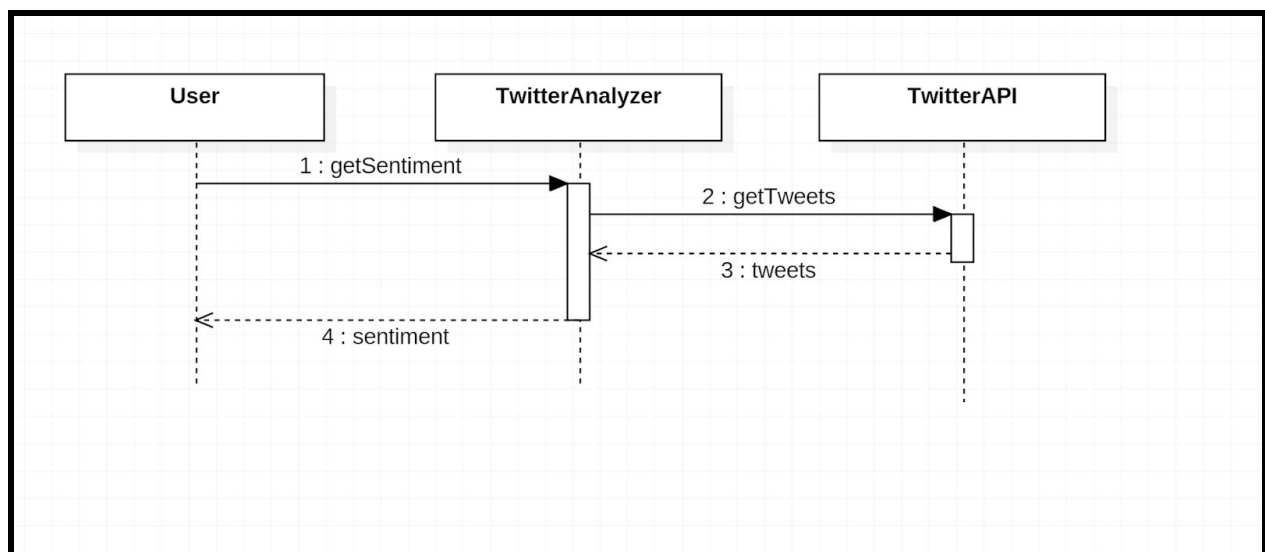 User
TwitterAnalyzer
TwitterAPI
1 : getSentiment
2 : getTweets
3 : tweets
4 : sentiment